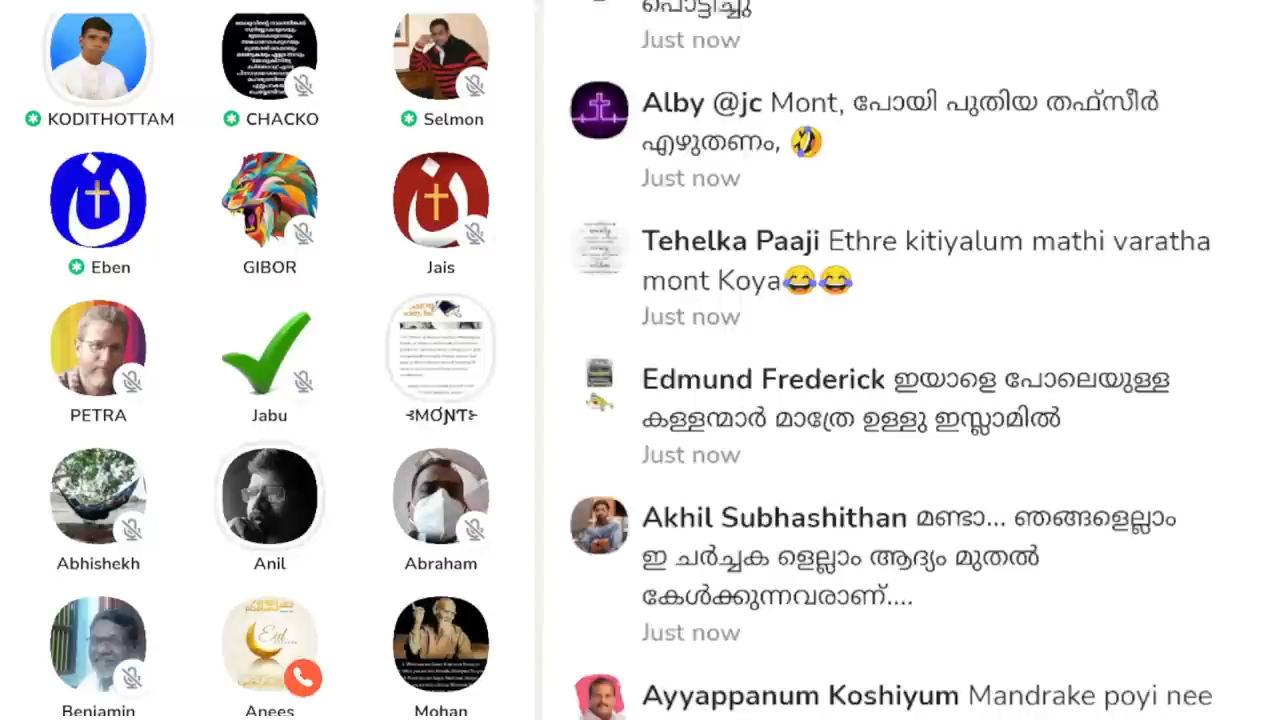 KODITHOTTAM
CHACKO
Selmon
Eben
GIBOR
Jais
PETRA
Jabu
Abhishekh
Anil
Abraham
Eid
Benjamin
Anees
Mohan
പൊട്ടിച്ചു
Just now
Alby @jc Mont, പോയി പുതിയ തഫ്സീർ
എഴുതണം, 🤣
Just now
Tehelka Paaji Ethre kitiyalum mathi varatha
mont Koya😂😂
Just now
Edmund Frederick ഇയാളെ പോലെയുള്ള
കള്ളന്മാർ മാത്രേ ഉള്ളു ഇസ്ലാമിൽ
Just now
Akhil Subhashithan മണ്ടാ... ഞങ്ങളെല്ലാം
ഇ ചർച്ചക ളെല്ലാം ആദ്യം മുതൽ
കേൾക്കുന്നവരാണ്....
Just now
Ayyappanum Koshiyum Mandrake poyi nee